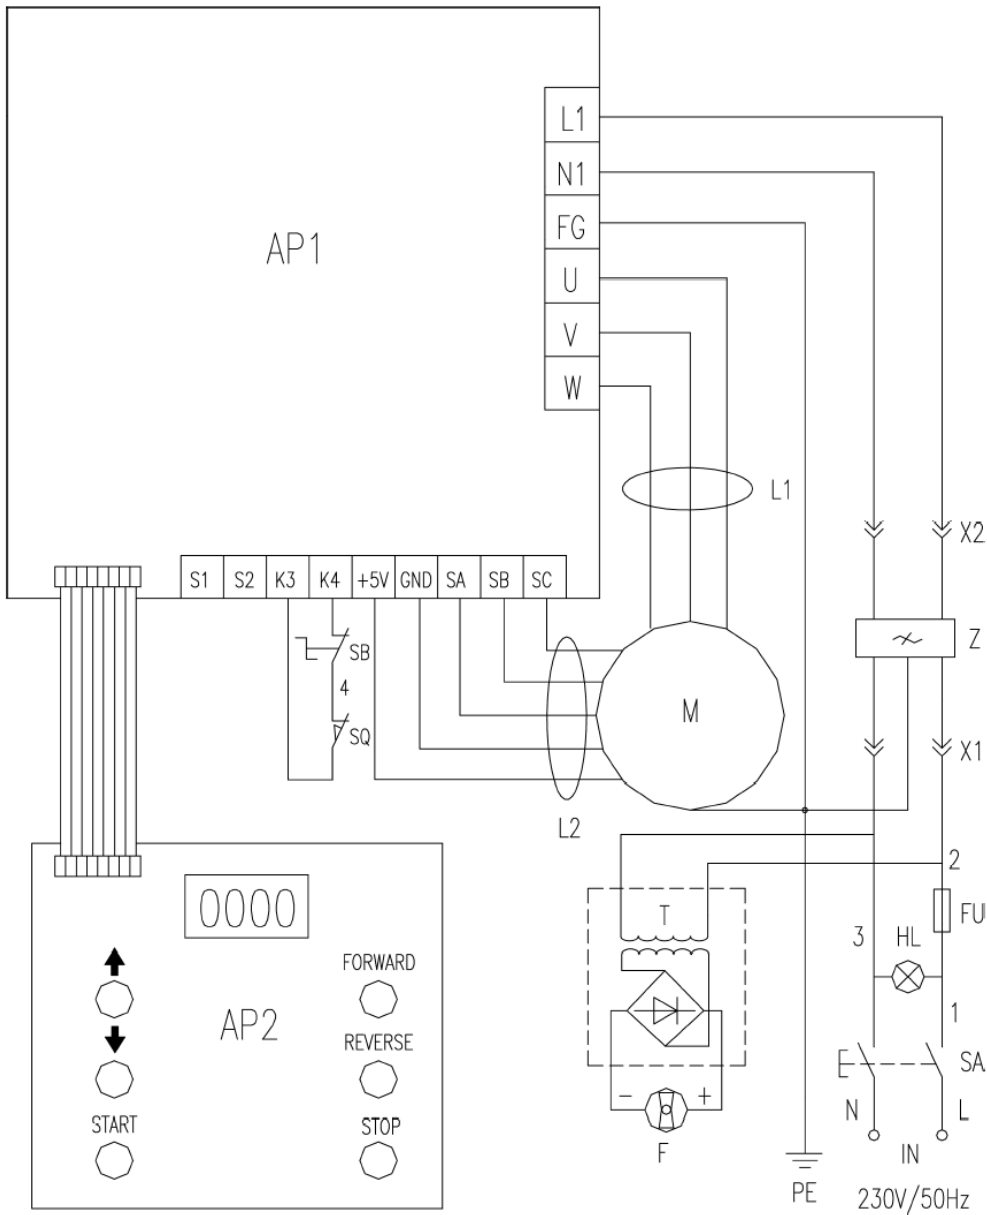 L1
N1
FG
U
V
W
AP1
L1
X2
S1 S2 K3 K4 +5V GND SA SB SC
SB
4
SQ
M
Z
X1
L2
2
0000
T
FU
3
HL
FORWARD
AP2
1
REVERSE
SA
START
STOP
- +
N
L
F
IN
PE
230V/50Hz